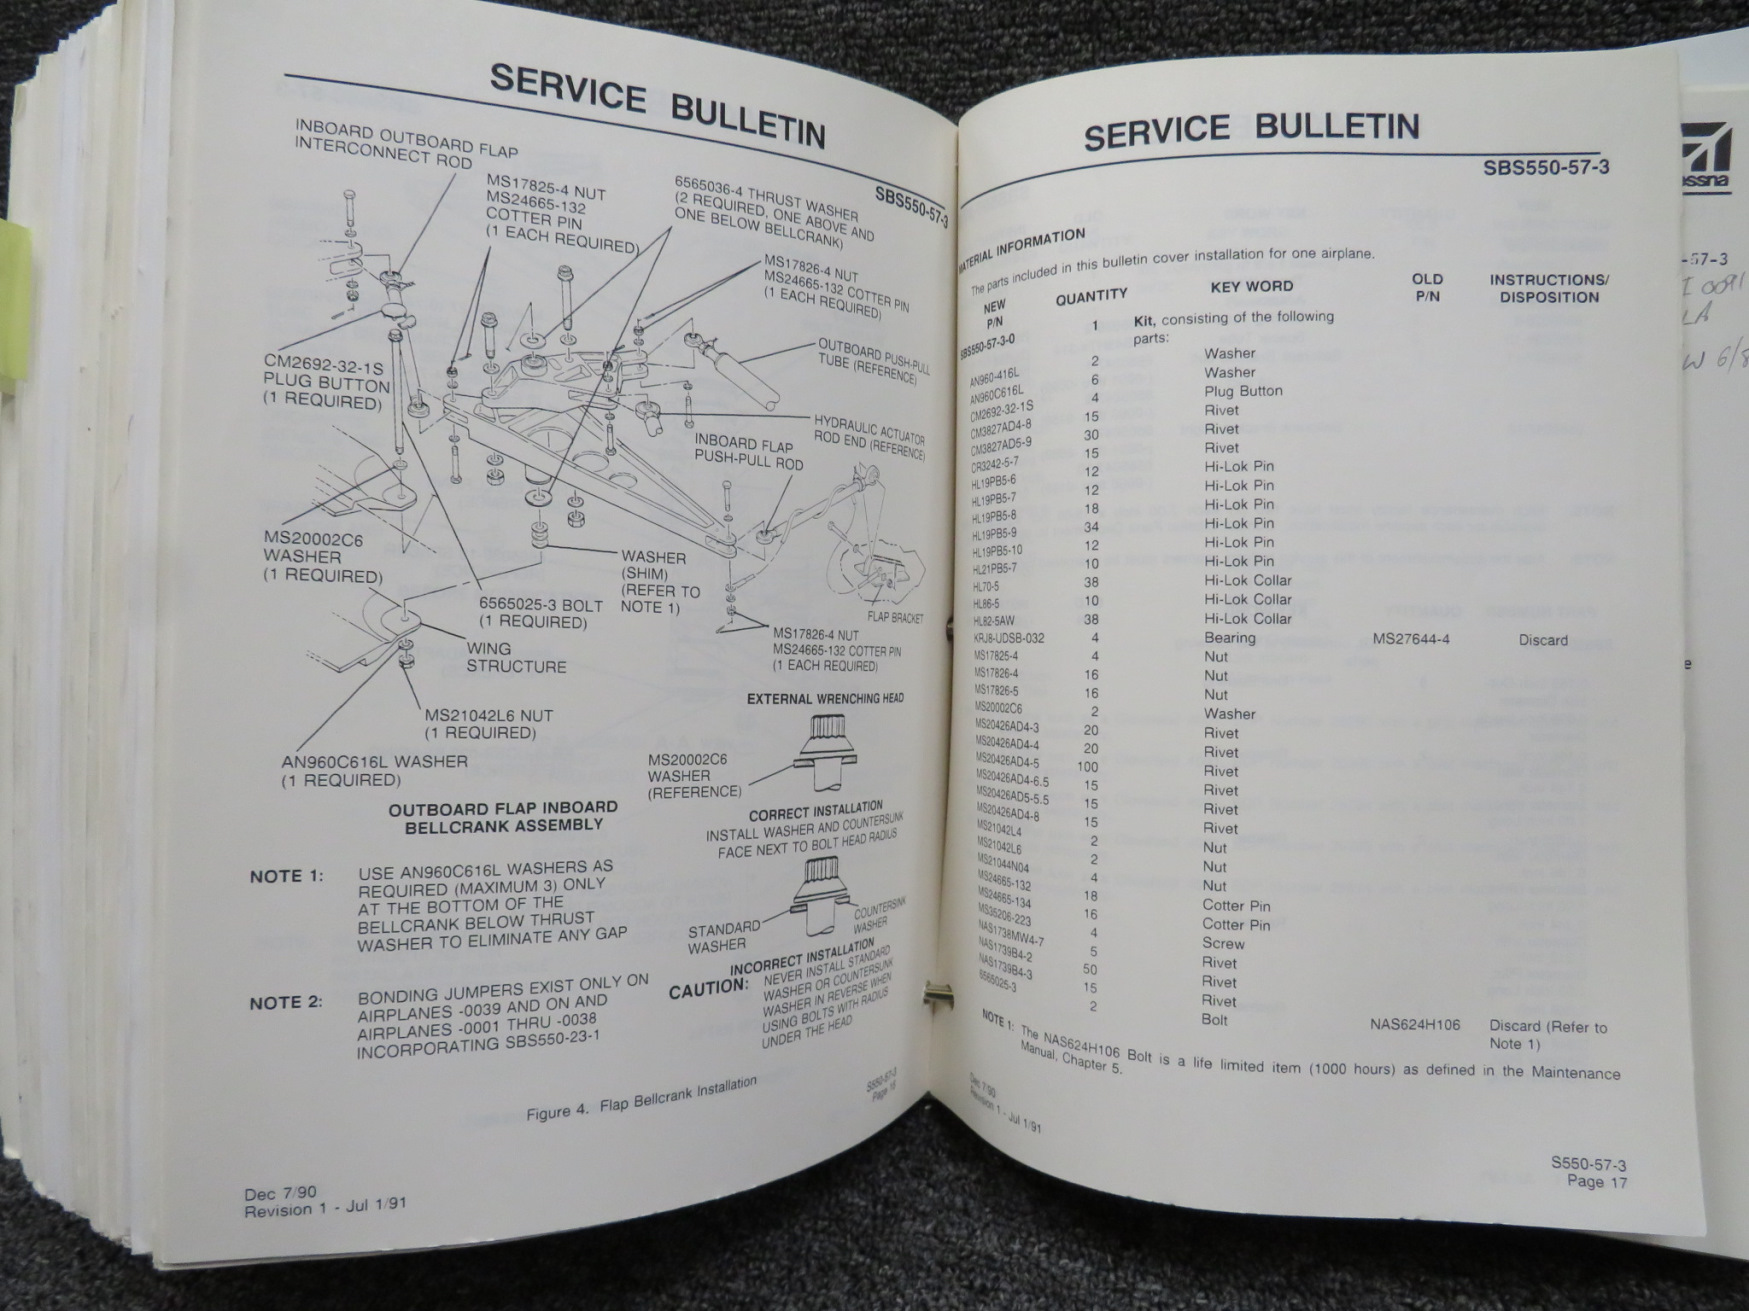 SERVICE BULLETIN
SBS550-57-3
INBOARD OUTBOARD FLAP
INTERCONNECT ROD
MS17825-4 NUT
MS24665-132
COTTER PIN
(1 EACH REQUIRED)
6565036-4 THRUST WASHER
(2 REQUIRED, ONE ABOVE AND
ONE BELOW BELLCRANK)
MS17826-4 NUT
MS24665-132 COTTER PIN
(1 EACH REQUIRED)
OUTBOARD PUSH-PULL
TUBE (REFERENCE)
CM2692-32-1S
PLUG BUTTON
(1 REQUIRED)
HYDRAULIC ACTUATOR
ROD END (REFERENCE)
INBOARD FLAP
PUSH-PULL ROD
MS20002C6
WASHER
(1 REQUIRED)
WASHER
(SHIM)
(REFER TO
NOTE 1)
6565025-3 BOLT
(1 REQUIRED)
FLAP BRACKET
MS17826-4 NUT
MS24665-132 COTTER PIN
(1 EACH REQUIRED)
WING
STRUCTURE
MS21042L6 NUT
(1 REQUIRED)
AN960C616L WASHER
(1 REQUIRED)
EXTERNAL WRENCHING HEAD
MS20002C6
WASHER
(REFERENCE)
OUTBOARD FLAP INBOARD
BELLCRANK ASSEMBLY
CORRECT INSTALLATION
INSTALL WASHER AND COUNTERSUNK
FACE NEXT TO BOLT HEAD RADIUS
STANDARD
WASHER
COUNTERSINK
WASHER
INCORRECT INSTALLATION
CAUTION: NEVER INSTALL STANDARD
WASHER OR COUNTERSUNK
WASHER IN REVERSE WHEN
USING BOLTS WITH RADIUS
UNDER THE HEAD
NOTE 1: USE AN960C616L WASHERS AS
REQUIRED (MAXIMUM 3) ONLY
AT THE BOTTOM OF THE
BELLCRANK BELOW THRUST
WASHER TO ELIMINATE ANY GAP
NOTE 2: BONDING JUMPERS EXIST ONLY ON
AIRPLANES -0039 AND ON AND
AIRPLANES -0001 THRU -0038
INCORPORATING SBS550-23-1
Figure 4. Flap Bellcrank Installation
S550-57-3
Page 16
Dec 7/90
Revision 1 - Jul 1/91
SERVICE BULLETIN
SBS550-57-3
MATERIAL INFORMATION
The parts included in this bulletin cover installation for one airplane.
NEW P/N QUANTITY KEY WORD OLD P/N INSTRUCTIONS/ DISPOSITION
SBS550-57-3-0 1 Kit, consisting of the following
parts:
AN960-416L 2 Washer
AN960C616L 6 Washer
CM2692-32-1S 4 Plug Button
CM3827AD4-8 15 Rivet
CM3827AD5-9 30 Rivet
CR3242-5-7 15 Rivet
HL19PB5-6 12 Hi-Lok Pin
HL19PB5-7 12 Hi-Lok Pin
HL19PB5-8 18 Hi-Lok Pin
HL19PB5-9 34 Hi-Lok Pin
HL19PB5-10 12 Hi-Lok Pin
HL21PB5-7 10 Hi-Lok Pin
HL70-5 38 Hi-Lok Collar
HL86-5 10 Hi-Lok Collar
HL82-5AW 38 Hi-Lok Collar
KRJ8-UDSB-032 4 Bearing MS27644-4 Discard
MS17825-4 4 Nut
MS17826-4 16 Nut
MS17826-5 16 Nut
MS20002C6 2 Washer
MS20426AD4-3 20 Rivet
MS20426AD4-4 20 Rivet
MS20426AD4-5 100 Rivet
MS20426AD4-6.5 15 Rivet
MS20426AD5-5.5 15 Rivet
MS20426AD4-8 15 Rivet
MS21042L4 2 Nut
MS21042L6 2 Nut
MS21044N04 4 Nut
MS24665-132 18 Cotter Pin
MS24665-134 16 Cotter Pin
MS35206-223 4 Screw
NAS1738MW4-7 5 Rivet
NAS1739B4-2 50 Rivet
NAS1739B4-3 15 Rivet
6565025-3 2 Bolt NAS624H106 Discard (Refer to
Note 1)
NOTE 1: The NAS624H106 Bolt is a life limited item (1000 hours) as defined in the Maintenance
Manual, Chapter 5.
Dec 7/90
Revision 1 - Jul 1/91
S550-57-3
Page 17
-57-3